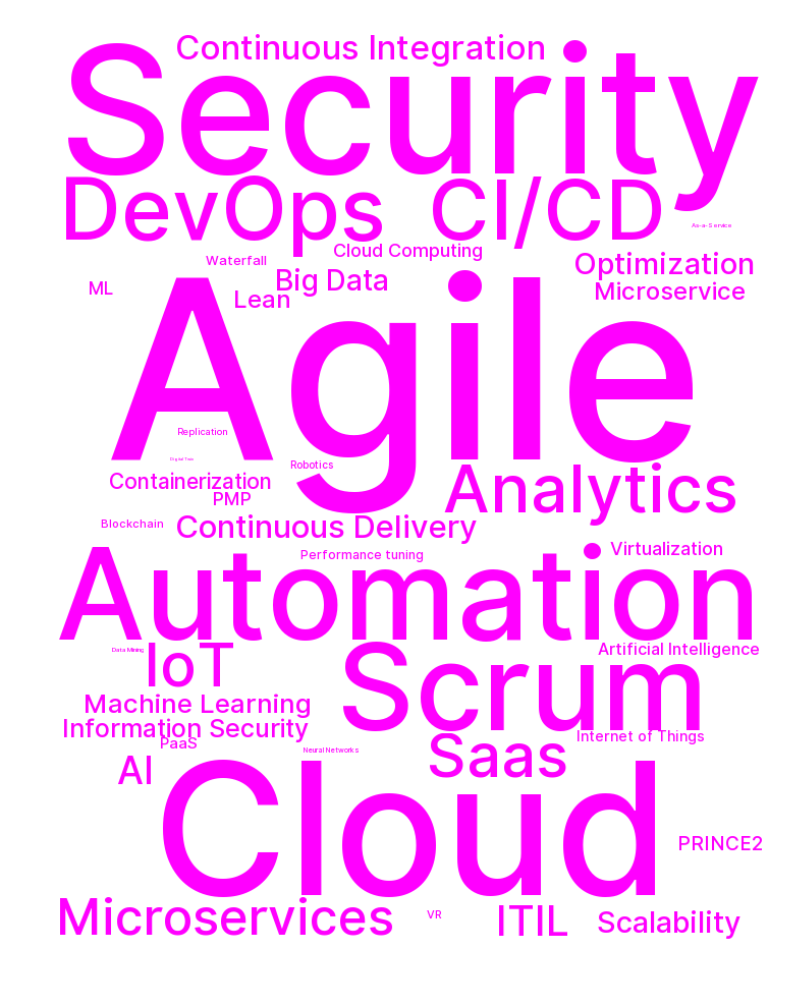 Continuous Integration
Security
DevOps CI/CD
As-a-Service
Cloud Computing
Waterfall
Optimization
Big Data
ML
Lean
Microservice
Agile
Replication
Robotics
Containerization
Analytics
PMP
Blockchain
Continuous Delivery
Performance tuning
Virtualization
Automation
Data Mining
IoT
Artificial Intelligence
Scrum
Machine Learning
Information Security
Internet of Things
PaaS
Neural Networks
Saas
AI
Cloud
PRINCE2
Microservices
VR
ITIL
Scalability